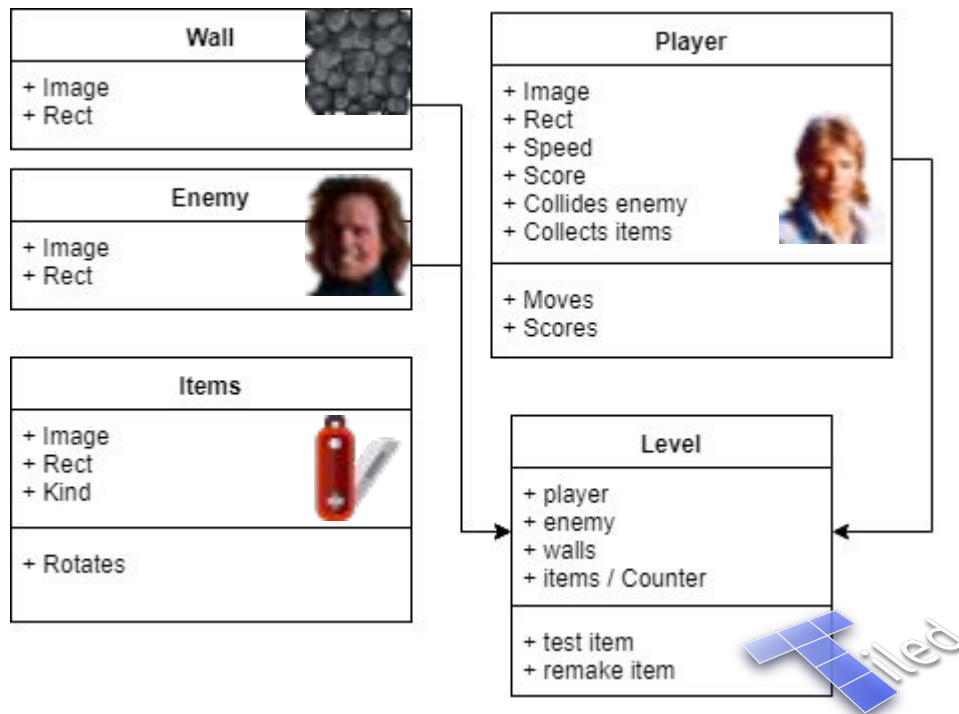 Wall
+ Image
+ Rect
Enemy
+ Image
+ Rect
Items
+ Image
+ Rect
+ Kind
+ Rotates
Player
+ Image
+ Rect
+ Speed
+ Score
+ Collides enemy
+ Collects items
+ Moves
+ Scores
Level
+ player
+ enemy
+ walls
+ items / Counter
+ test item
+ remake item
Tiled